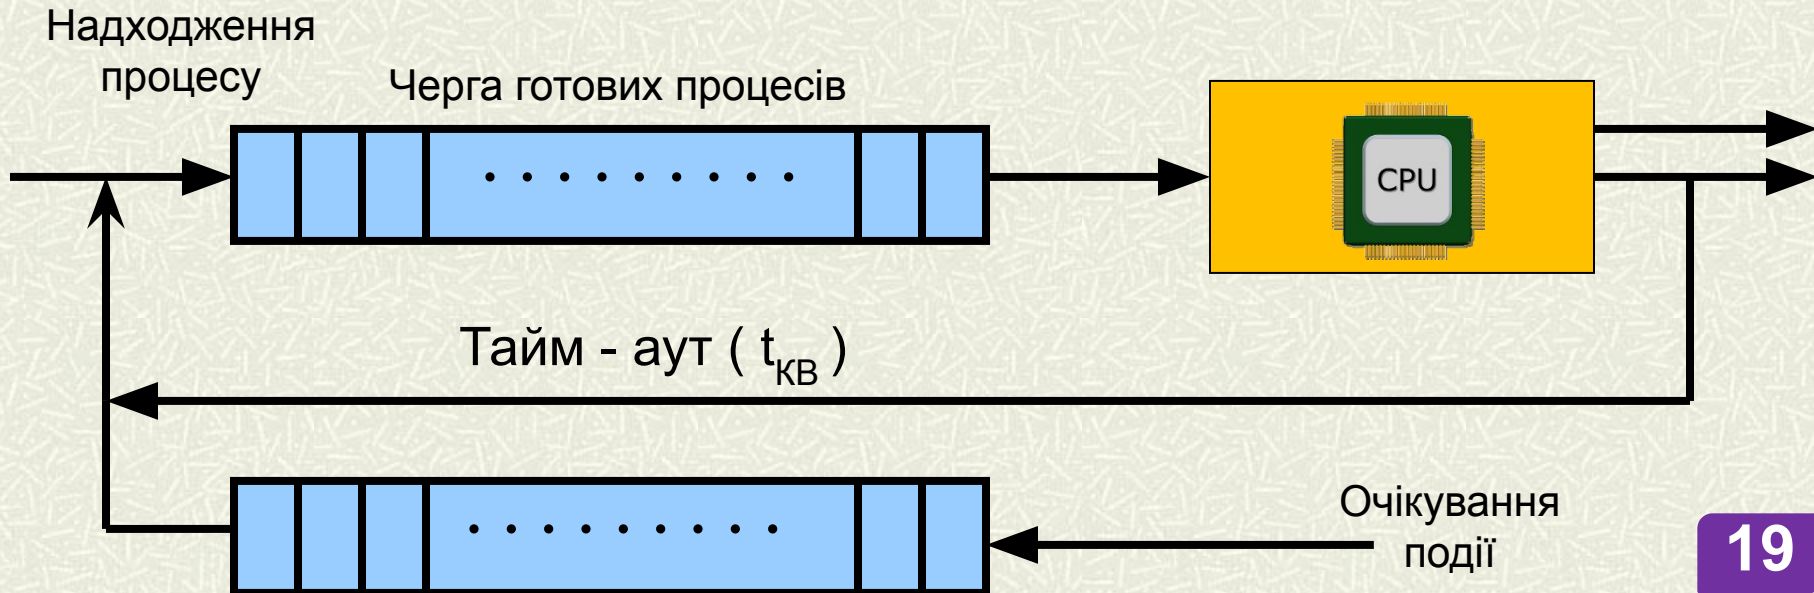 Надходження
процесу
Черга готових процесів
. . . . . . . . .
CPU
Тайм - аут ( tКВ )
. . . . . . . . .
Очікування
події
19